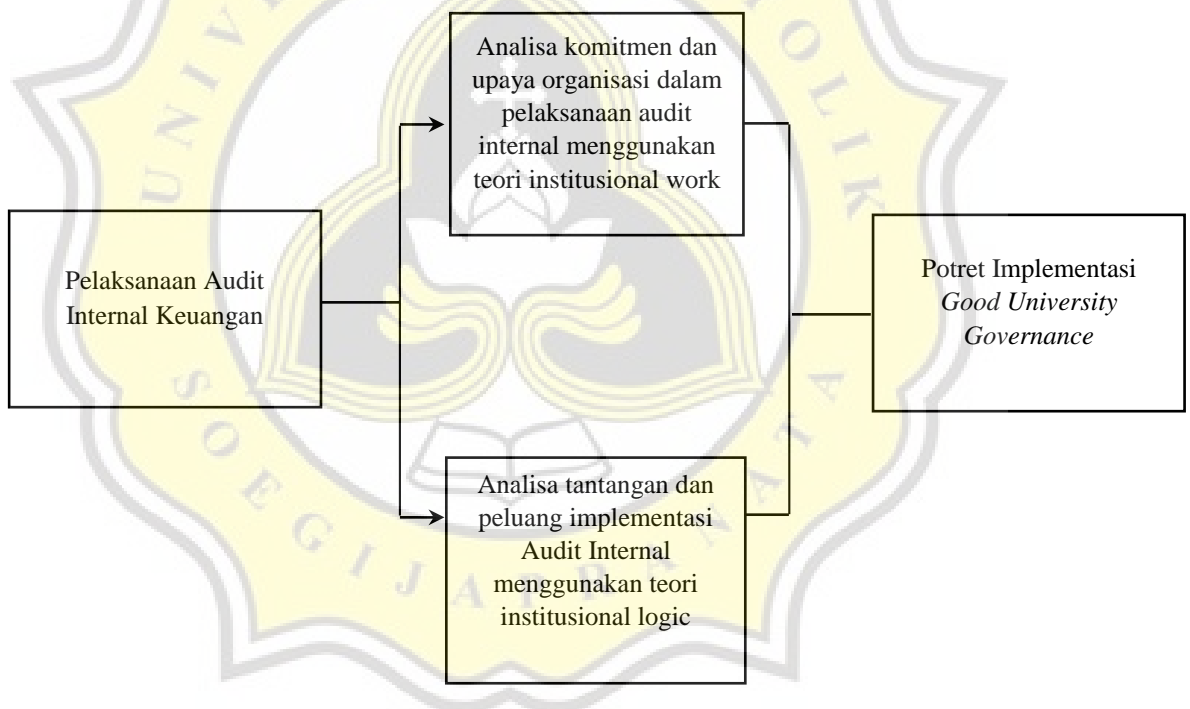 Analisa komitmen dan
upaya organisasi dalam
pelaksanaan audit
internal menggunakan
teori institusional work
Pelaksanaan Audit
Internal Keuangan
Potret Implementasi
Good University
Governance
Analisa tantangan dan
peluang implementasi
Audit Internal
menggunakan teori
institusional logic
SOEGIJAPRANATA